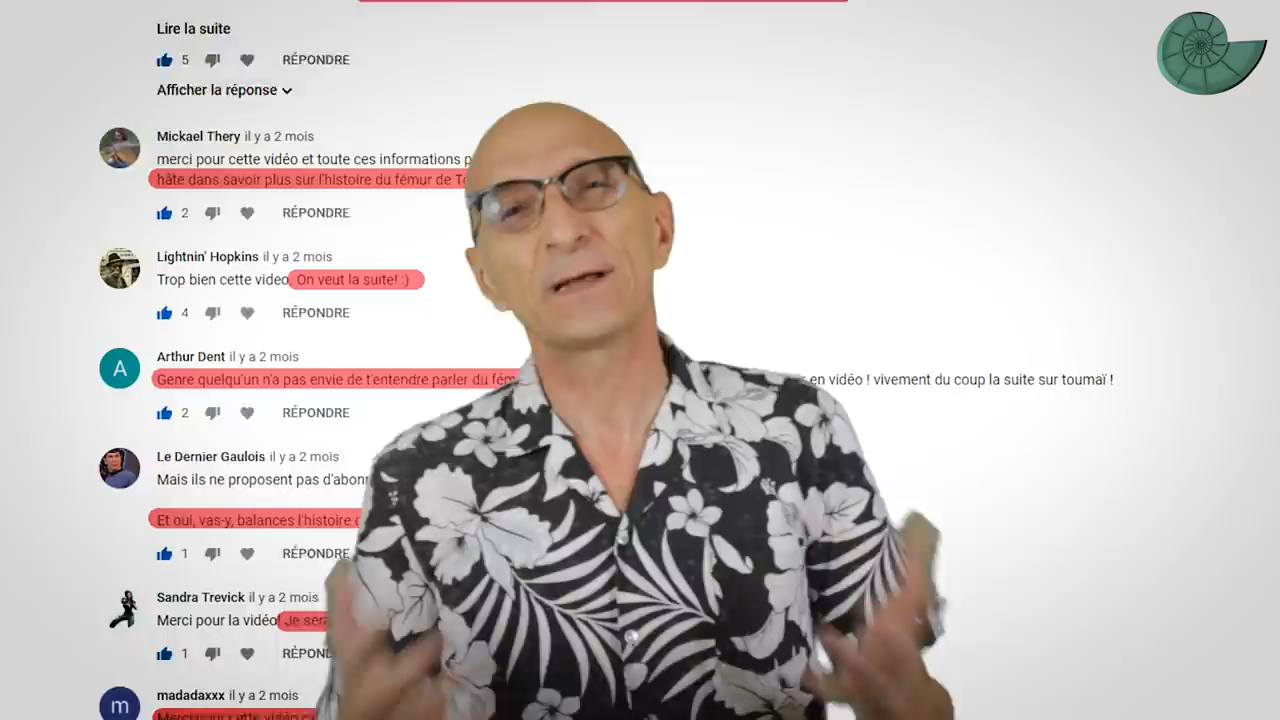 Lire la suite
5 RÉPONDRE
Afficher la réponse
Mickael Thery il y a 2 mois
merci pour cette vidéo et toute ces informations
hâte dans savoir plus sur l'histoire du fémur de
2 RÉPONDRE
Lightnin' Hopkins il y a 2 mois
Trop bien cette video. On veut la suite! :)
4 RÉPONDRE
A
Arthur Dent il y a 2 mois
Genre quelqu'un n'a pas envie de t'entendre parler du en vidéo ! vivement du coup la suite sur toumaï !
2 RÉPONDRE
Le Dernier Gaulois il y a 2 mois
Mais ils ne proposent pas
Et oui, vas-y, balances l'histoire
1 RÉPONDRE
Sandra Trevick il y a 2 mois
Merci pour la vidéo! Je
1
m
madadaxxx il y a 2 mois
Merci pour cette vidéo